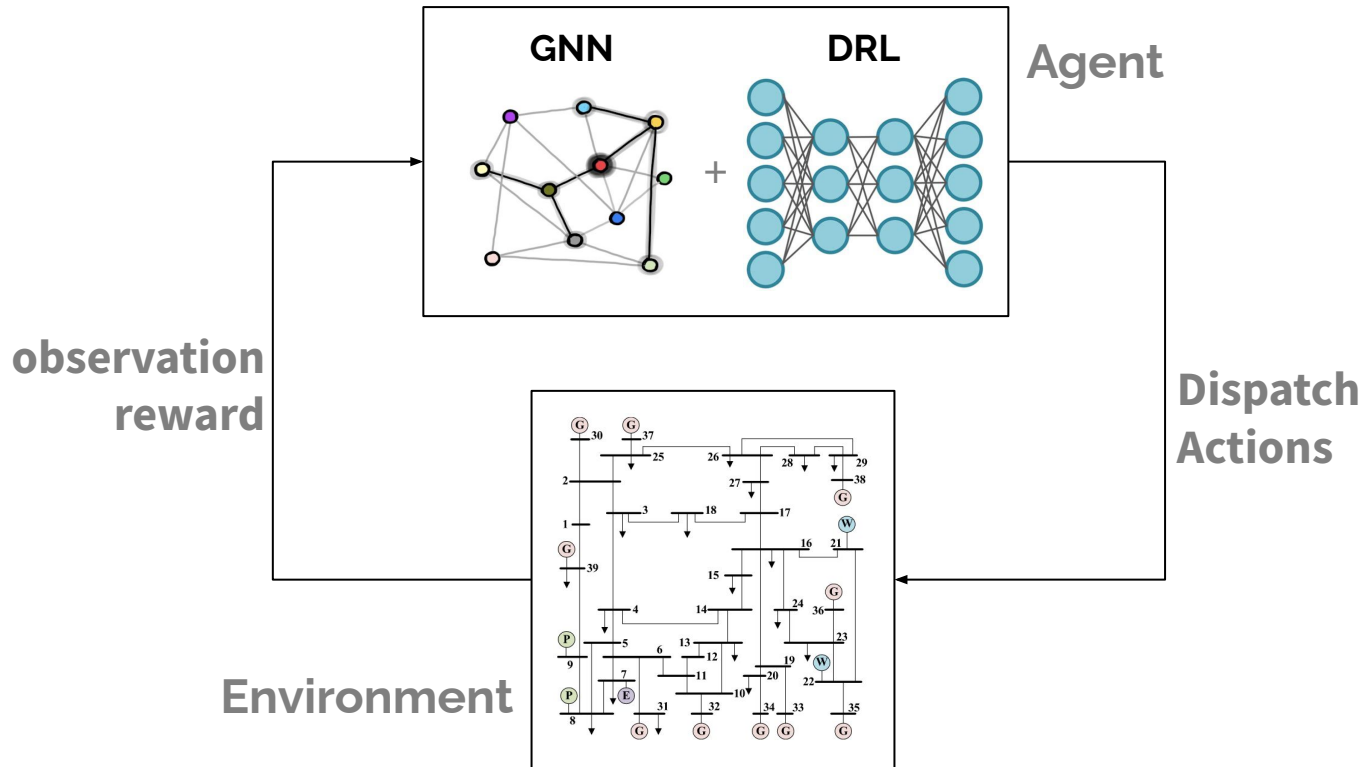 GNN
DRL
Agent
+
observation
reward
Dispatch
Actions
Environment
G
30
G
37
25
26
28
29
2
27
38
G
3
18
17
W
1
16
21
G
39
15
G
4
14
24
36
P
5
13
23
9
6
12
W
19
7
11
20
22
P
E
10
8
31
32
34
33
35
G
G
G
G
G